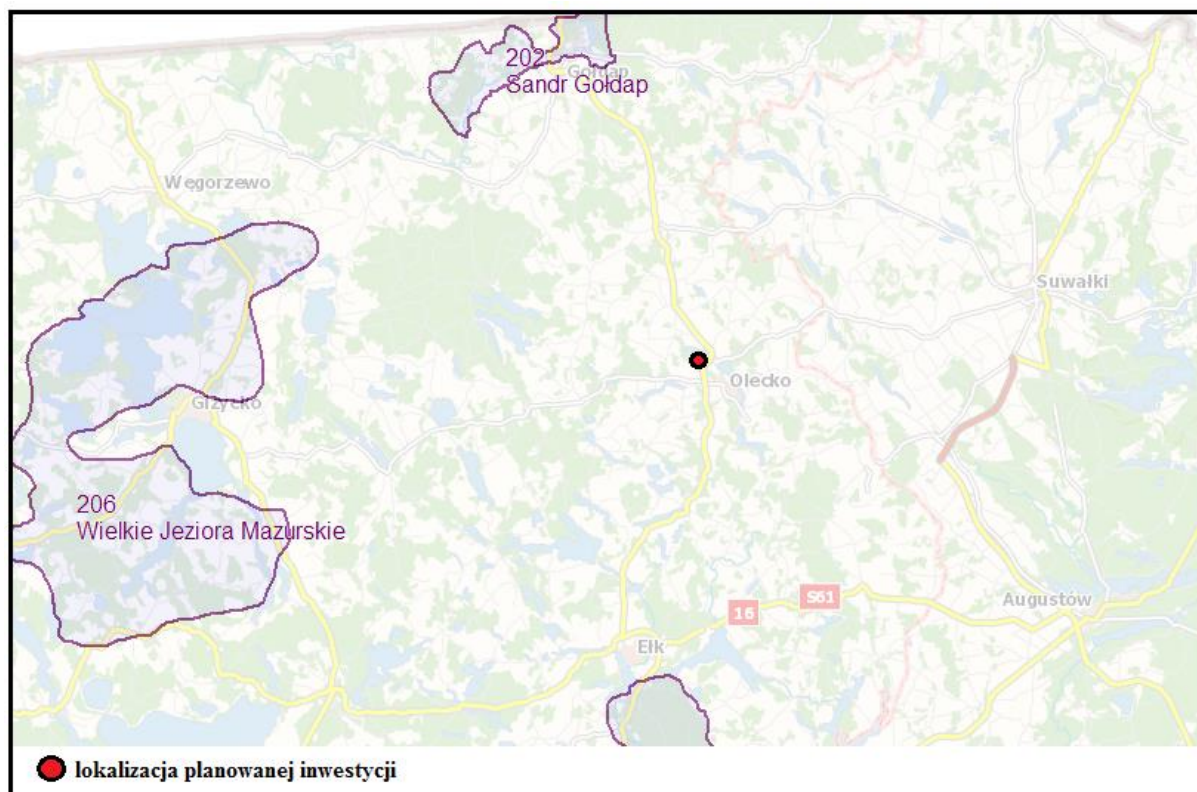 202
Gołdap
Sandr Gołdap
Węgorzewo
Suwałki
Olecko
Giżycko
206
Wielkie Jeziora Mazurskie
S61
16
Augustów
Ełk
lokalizacja planowanej inwestycji